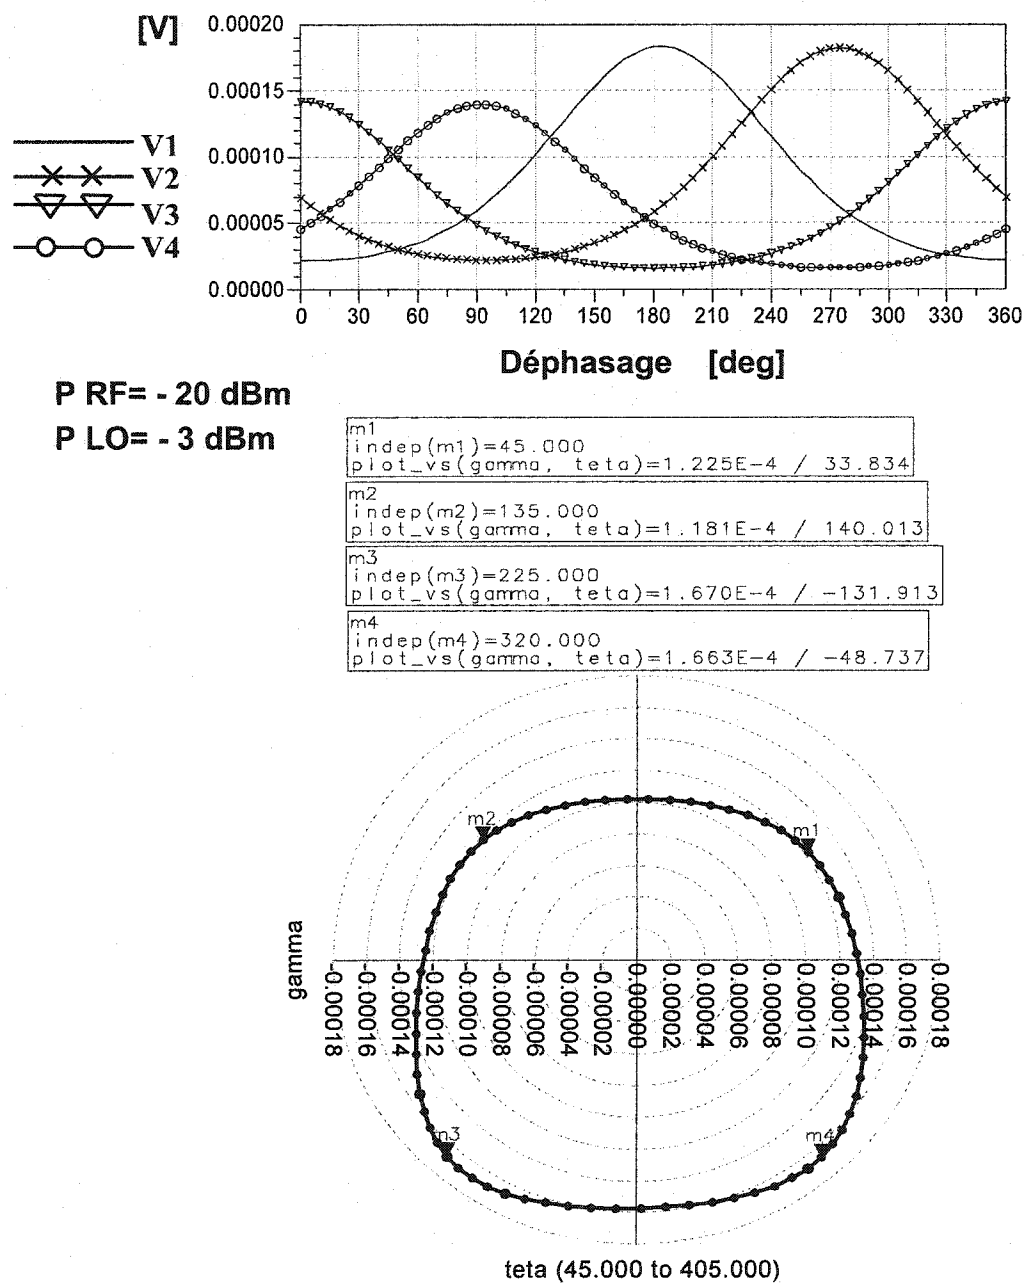 [V]
0.00020
0.00015
0.00010
0.00005
0.00000
V1
V2
V3
V4
0 30 60 90 120 150 180 210 240 270 300 330 360
Déphasage [deg]
P RF= - 20 dBm
P LO= - 3 dBm
m1
indep(m1)=45.000
plot_vs(gamma, teta)=1.225E-4 / 33.834
m2
indep(m2)=135.000
plot_vs(gamma, teta)=1.181E-4 / 140.013
m3
indep(m3)=225.000
plot_vs(gamma, teta)=1.670E-4 / -131.913
m4
indep(m4)=320.000
plot_vs(gamma, teta)=1.663E-4 / -48.737
m2
m1
gamma
-0.00018 -0.00016 -0.00014 -0.00012 -0.00010 -0.00008 -0.00006 -0.00004 -0.00002 0.00000 0.00002 0.00004 0.00006 0.00008 0.00010 0.00012 0.00014 0.00016 0.00018
m3
m4
teta (45.000 to 405.000)